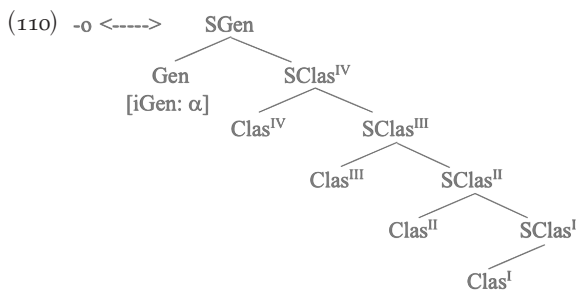 (110) -o <-----> SGen
Gen SClasIV
[iGen: α]
ClasIV SClasIII
ClasIII SClasII
ClasII SClasI
ClasI